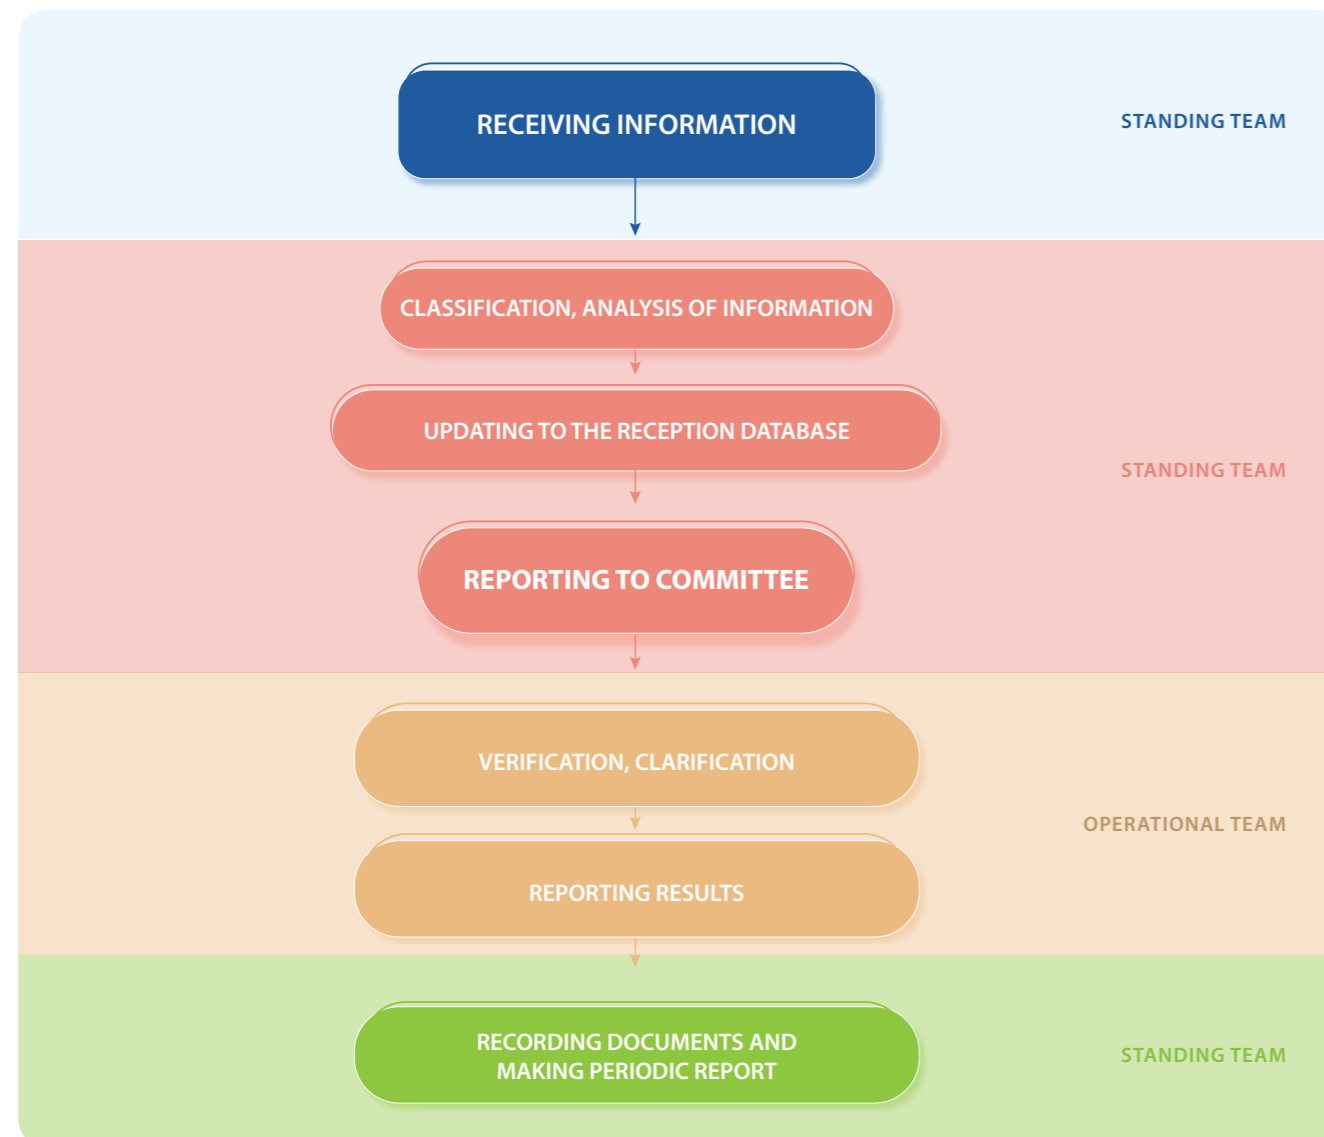 RECEIVING INFORMATION
STANDING TEAM
CLASSIFICATION, ANALYSIS OF INFORMATION
UPDATING TO THE RECEPTION DATABASE
STANDING TEAM
REPORTING TO COMMITTEE
VERIFICATION, CLARIFICATION
OPERATIONAL TEAM
REPORTING RESULTS
RECORDING DOCUMENTS AND
MAKING PERIODIC REPORT
STANDING TEAM